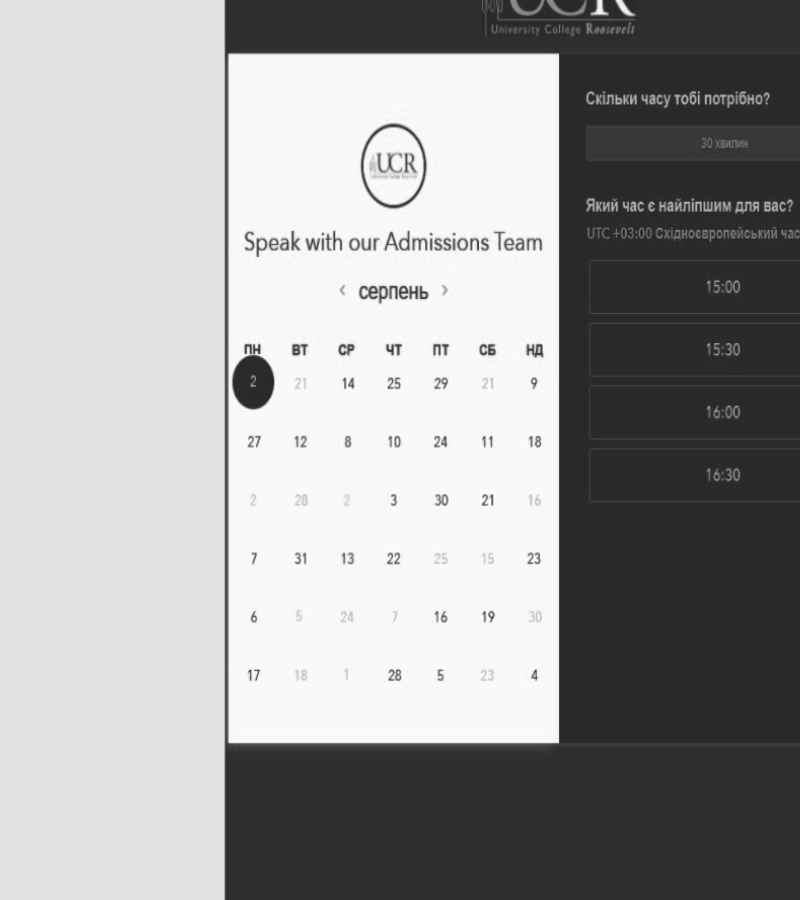 UCR
University College Roosevelt
UCR
Speak with our Admissions Team
‹ серпень ›
ПН ВТ СР ЧТ ПТ СБ НД
2 21 14 25 29 21 9
27 12 8 10 24 11 18
2 28 2 3 30 21 16
7 31 13 22 25 15 23
6 5 24 7 16 19 30
17 18 1 28 5 23 4
Скільки часу тобі потрібно?
30 хвилин
Який час є найліпшим для вас?
UTC +03:00 Східноєвропейський час
15:00
15:30
16:00
16:30